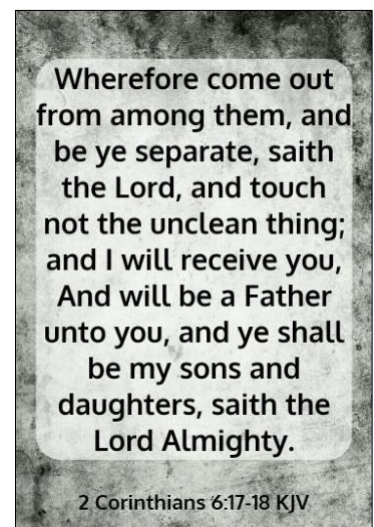 Wherefore come out
from among them, and
be ye separate, saith
the Lord, and touch
not the unclean thing;
and I will receive you,
And will be a Father
unto you, and ye shall
be my sons and
daughters, saith the
Lord Almighty.
2 Corinthians 6:17-18 KJV